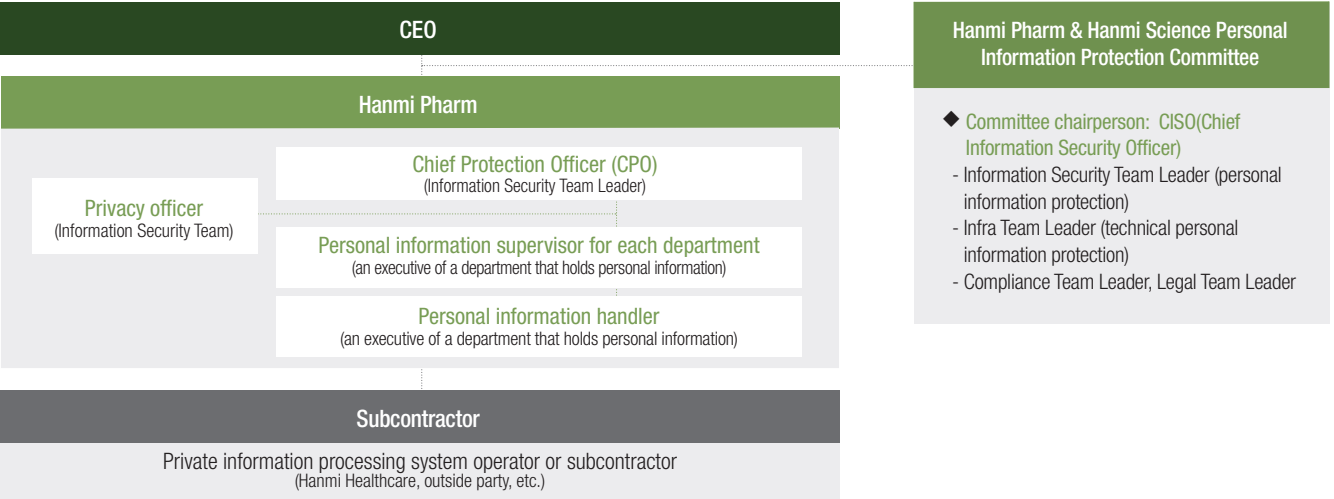 CEO
Hanmi Pharm
Privacy officer
(Information Security Team)
Chief Protection Officer (CPO)
(Information Security Team Leader)
Personal information supervisor for each department
(an executive of a department that holds personal information)
Personal information handler
(an executive of a department that holds personal information)
Subcontractor
Private information processing system operator or subcontractor
(Hanmi Healthcare, outside party, etc.)
Hanmi Pharm & Hanmi Science Personal
Information Protection Committee
◆ Committee chairperson: CISO(Chief
Information Security Officer)
- Information Security Team Leader (personal
information protection)
- Infra Team Leader (technical personal
information protection)
- Compliance Team Leader, Legal Team Leader